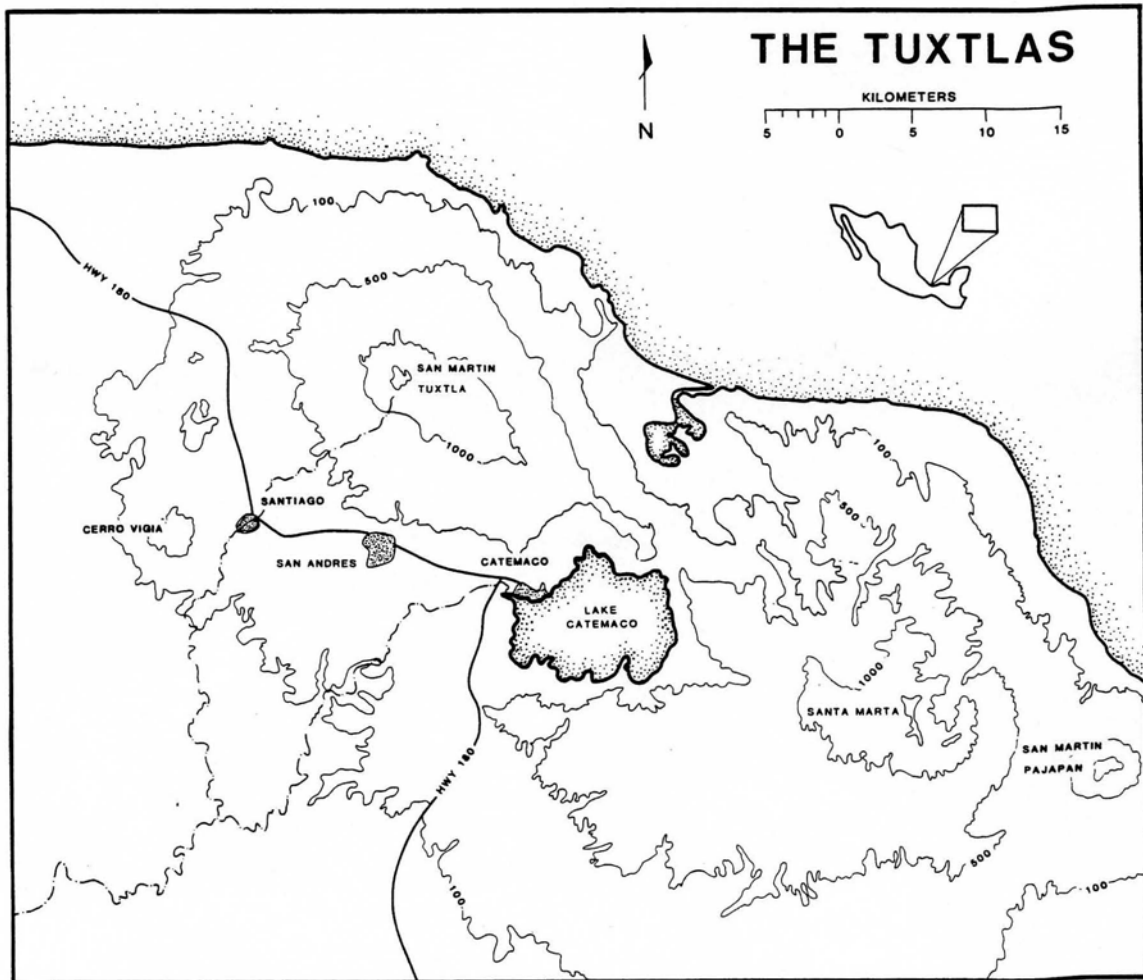 THE TUXTLAS
KILOMETERS
5 0 5 10 15
N
100
HWY 180
500
SAN MARTIN
TUXTLA
1000
100
SANTIAGO
500
CERRO VIGIA
SAN ANDRES
CATEMACO
LAKE
CATEMACO
1000
SANTA MARTA
SAN MARTIN
PAJAPAN
HWY 180
500
100
100